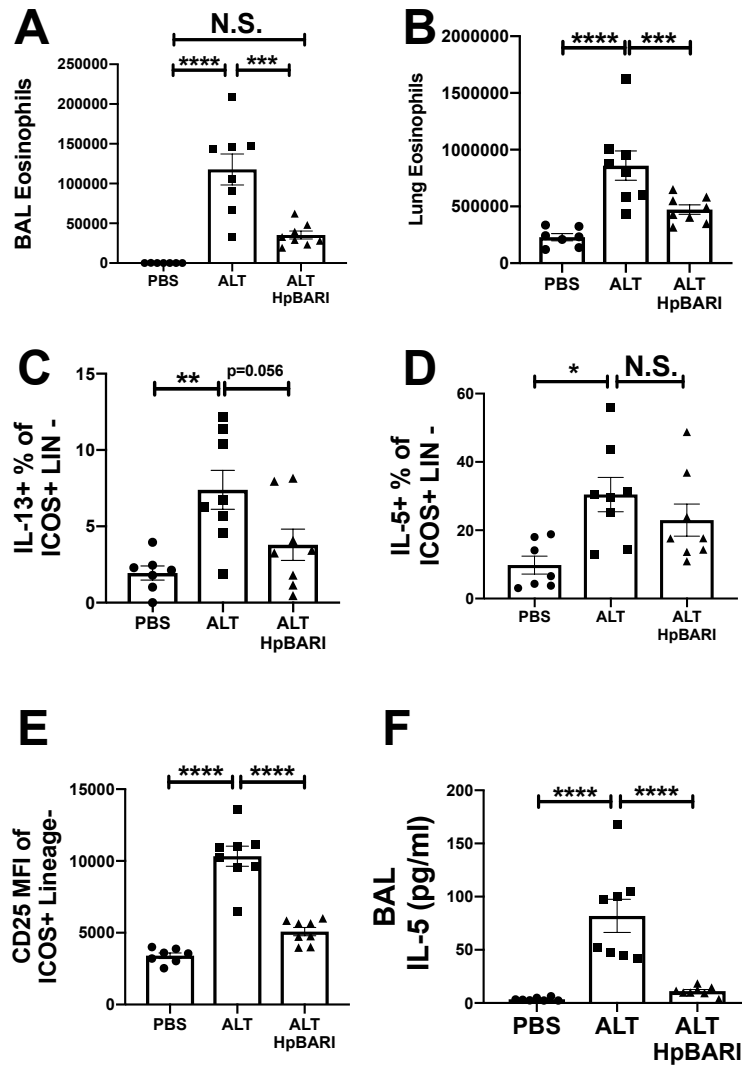 A
N.S.
**** ***
BAL Eosinophils
250000
200000
150000
100000
50000
0
PBS ALT ALT
HpBARI
B
**** ***
Lung Eosinophils
2000000
1500000
1000000
500000
0
PBS ALT ALT
HpBARI
C
** p=0.056
IL-13+ % of
ICOS+ LIN -
15
10
5
0
PBS ALT ALT
HpBARI
D
* N.S.
IL-5+ % of
ICOS+ LIN -
60
40
20
0
PBS ALT ALT
HpBARI
E
**** ****
CD25 MFI of
ICOS+ Lineage-
15000
10000
5000
0
PBS ALT ALT
HpBARI
F
**** ****
BAL
IL-5 (pg/ml)
200
150
100
50
0
PBS ALT ALT
HpBARI